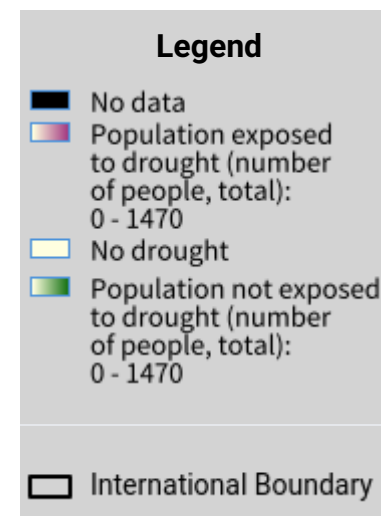 Legend
No data
Population exposed
to drought (number
of people, total):
0 - 1470
No drought
Population not exposed
to drought (number
of people, total):
0 - 1470
International Boundary